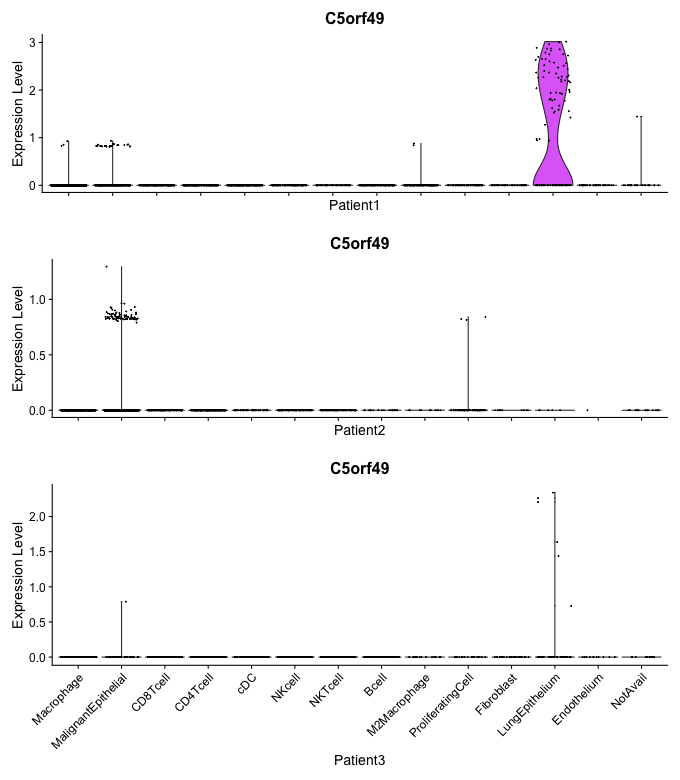 C5orf49
Expression Level
3
2
1
0
Patient1
C5orf49
Expression Level
1.0
0.5
0.0
Patient2
C5orf49
Expression Level
2.0
1.5
1.0
0.5
0.0
Macrophage
MalignantEpithelial
CD8Tcell
CD4Tcell
cDC
NKcell
NKTcell
Bcell
M2Macrophage
ProliferatingCell
Fibroblast
LungEpithelium
Endothelium
NotAvail
Patient3